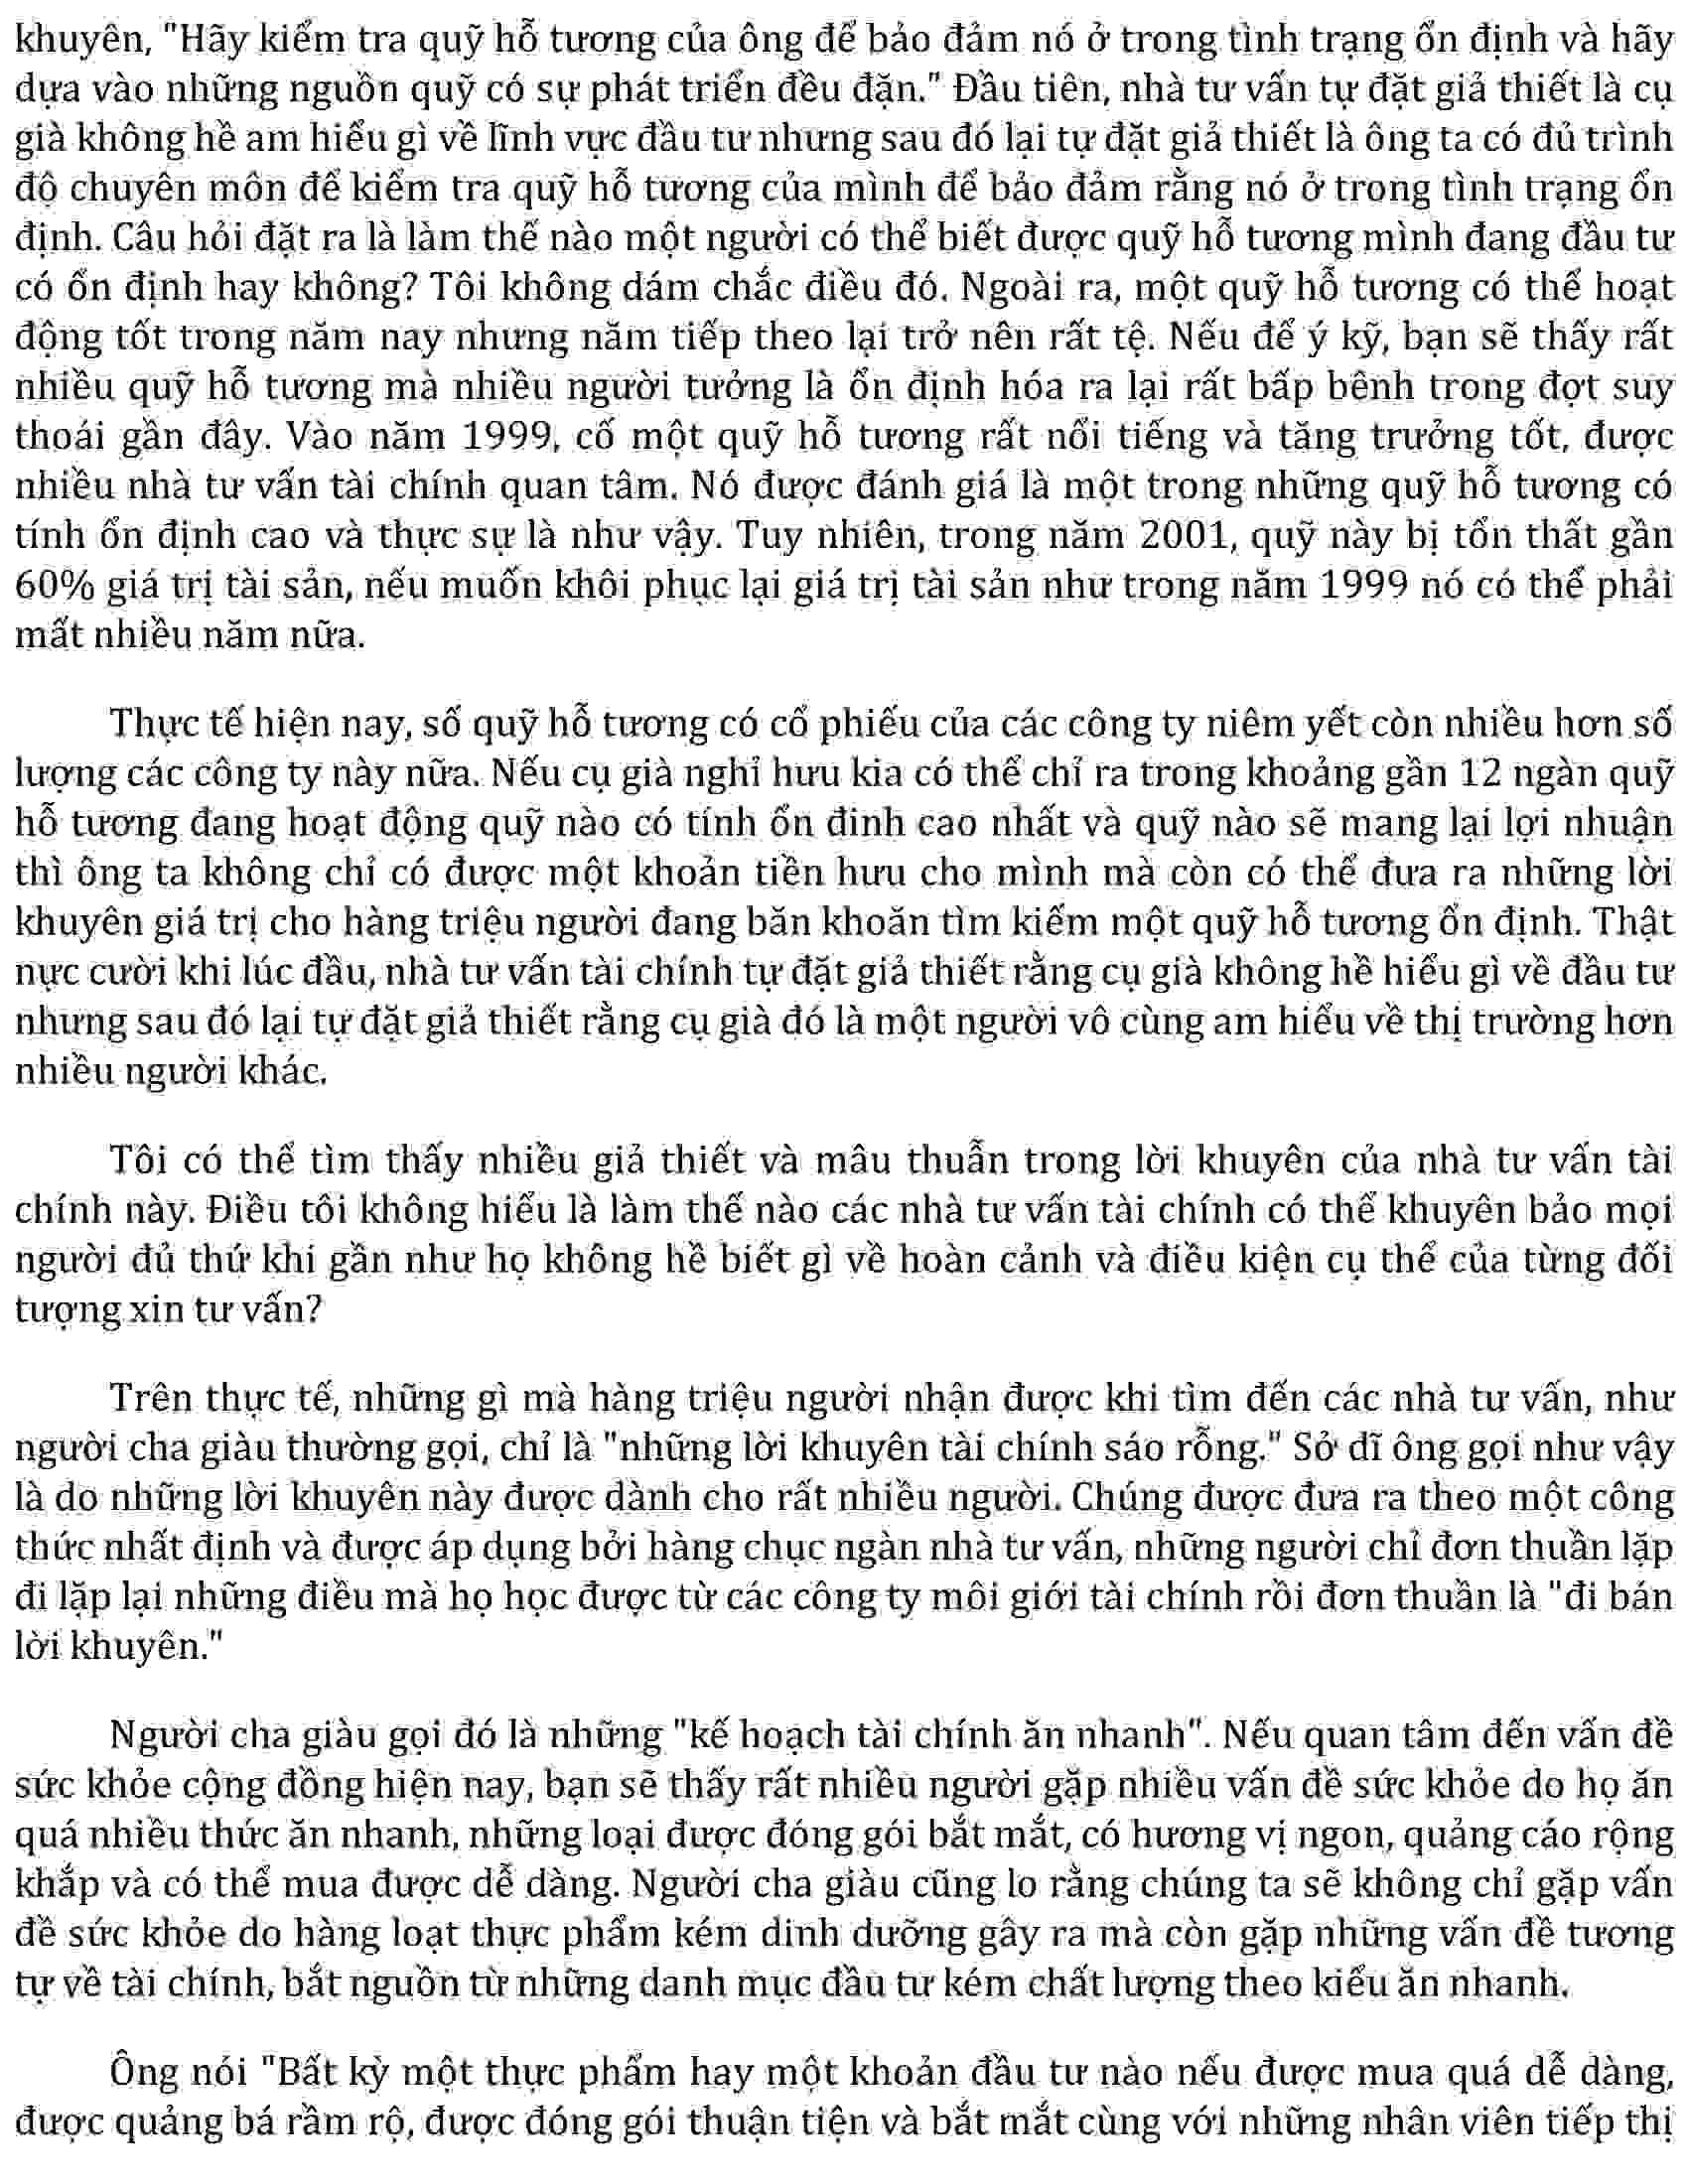 khuyên, "Hãy kiểm tra quỹ hỗ tương của ông để bảo đảm nó ở trong tình trạng ổn định và hãy
dựa vào những nguồn quỹ có sự phát triển đều đặn." Đầu tiên, nhà tư vấn tự đặt giả thiết là cụ
già không hề am hiểu gì về lĩnh vực đầu tư nhưng sau đó lại tự đặt giả thiết là ông ta có đủ trình
độ chuyên môn để kiểm tra quỹ hỗ tương của mình để bảo đảm rằng nó ở trong tình trạng ổn
định. Câu hỏi đặt ra là làm thế nào một người có thể biết được quỹ hỗ tương mình đang đầu tư
có ổn định hay không? Tôi không dám chắc điều đó. Ngoài ra, một quỹ hỗ tương có thể hoạt
động tốt trong năm nay nhưng năm tiếp theo lại trở nên rất tệ. Nếu để ý kỹ, bạn sẽ thấy rất
nhiều quỹ hỗ tương mà nhiều người tưởng là ổn định hóa ra lại rất bấp bênh trong đợt suy
thoái gần đây. Vào năm 1999, cố một quỹ hỗ tương rất nổi tiếng và tăng trưởng tốt, được
nhiều nhà tư vấn tài chính quan tâm. Nó được đánh giá là một trong những quỹ hỗ tương có
tính ổn định cao và thực sự là như vậy. Tuy nhiên, trong năm 2001, quỹ này bị tổn thất gần
60% giá trị tài sản, nếu muốn khôi phục lại giá trị tài sản như trong năm 1999 nó có thể phải
mất nhiều năm nữa.
Thực tế hiện nay, số quỹ hỗ tương có cổ phiếu của các công ty niêm yết còn nhiều hơn số
lượng các công ty này nữa. Nếu cụ già nghỉ hưu kia có thể chỉ ra trong khoảng gần 12 ngàn quỹ
hỗ tương đang hoạt động quỹ nào có tính ổn đinh cao nhất và quỹ nào sẽ mang lại lợi nhuận
thì ông ta không chỉ có được một khoản tiền hưu cho mình mà còn có thể đưa ra những lời
khuyên giá trị cho hàng triệu người đang băn khoăn tìm kiếm một quỹ hỗ tương ổn định. Thật
nực cười khi lúc đầu, nhà tư vấn tài chính tự đặt giả thiết rằng cụ già không hề hiểu gì về đầu tư
nhưng sau đó lại tự đặt giả thiết rằng cụ già đó là một người vô cùng am hiểu về thị trường hơn
nhiều người khác.
Tôi có thể tìm thấy nhiều giả thiết và mâu thuẫn trong lời khuyên của nhà tư vấn tài
chính này. Điều tôi không hiểu là làm thế nào các nhà tư vấn tài chính có thể khuyên bảo mọi
người đủ thứ khi gần như họ không hề biết gì về hoàn cảnh và điều kiện cụ thể của từng đối
tượng xin tư vấn?
Trên thực tế, những gì mà hàng triệu người nhận được khi tìm đến các nhà tư vấn, như
người cha giàu thường gọi, chỉ là "những lời khuyên tài chính sáo rỗng." Sở dĩ ông gọi như vậy
là do những lời khuyên này được dành cho rất nhiều người. Chúng được đưa ra theo một công
thức nhất định và được áp dụng bởi hàng chục ngàn nhà tư vấn, những người chỉ đơn thuần lặp
đi lặp lại những điều mà họ học được từ các công ty môi giới tài chính rồi đơn thuần là "đi bán
lời khuyên."
Người cha giàu gọi đó là những "kế hoạch tài chính ăn nhanh". Nếu quan tâm đến vấn đề
sức khỏe cộng đồng hiện nay, bạn sẽ thấy rất nhiều người gặp nhiều vấn đề sức khỏe do họ ăn
quá nhiều thức ăn nhanh, những loại được đóng gói bắt mắt, có hương vị ngon, quảng cáo rộng
khắp và có thể mua được dễ dàng. Người cha giàu cũng lo rằng chúng ta sẽ không chỉ gặp vấn
đề sức khỏe do hàng loạt thực phẩm kém dinh dưỡng gây ra mà còn gặp những vấn đề tương
tự về tài chính, bắt nguồn từ những danh mục đầu tư kém chất lượng theo kiểu ăn nhanh.
Ông nói "Bất kỳ một thực phẩm hay một khoản đầu tư nào nếu được mua quá dễ dàng,
được quảng bá rầm rộ, được đóng gói thuận tiện và bắt mắt cùng với những nhân viên tiếp thị